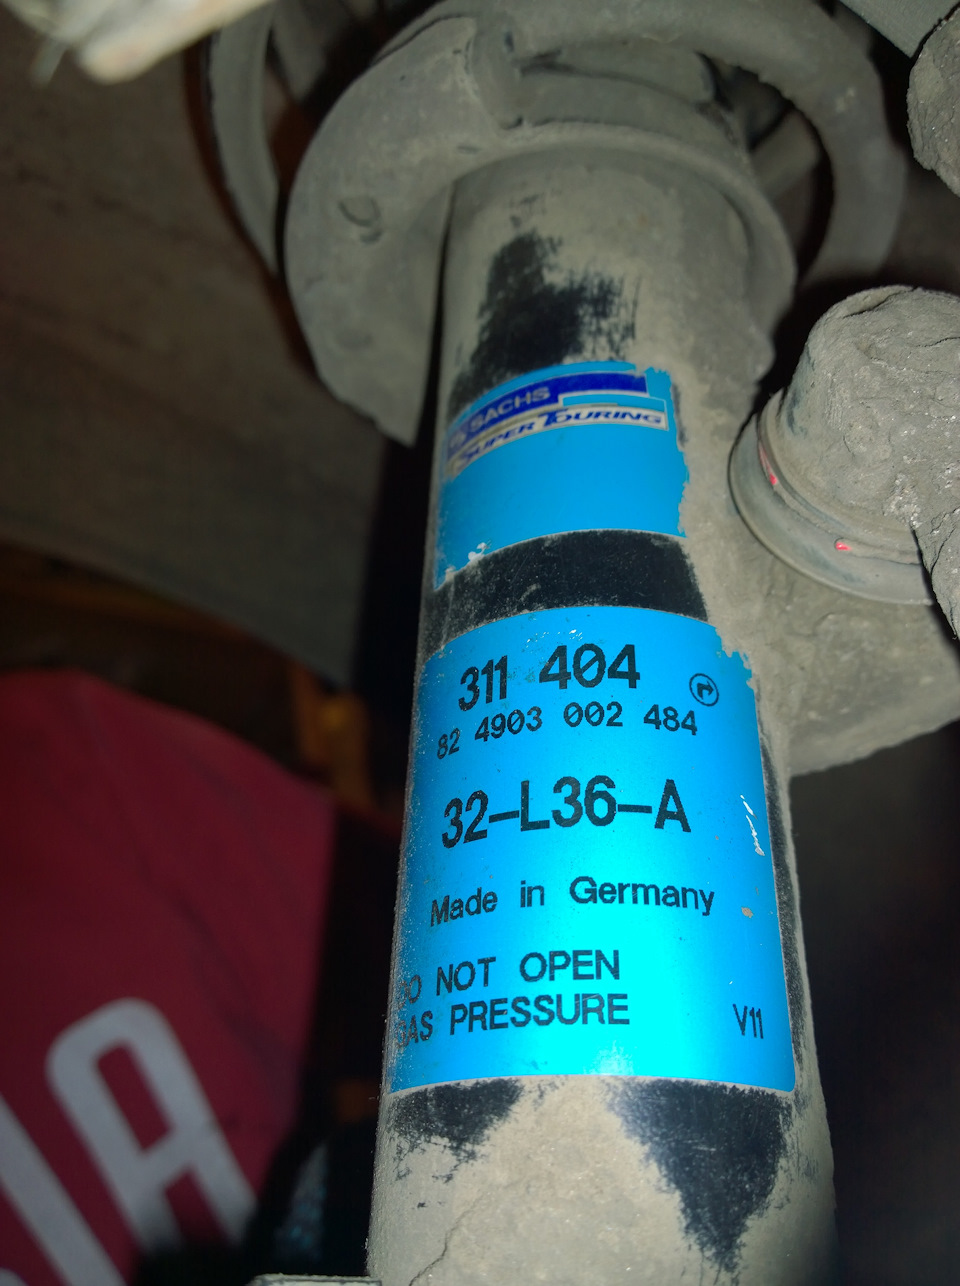 SACHS
SUPER TOURING
311 404
82 4903 002 484
32-L36-A
Made in Germany
DO NOT OPEN
GAS PRESSURE
V11